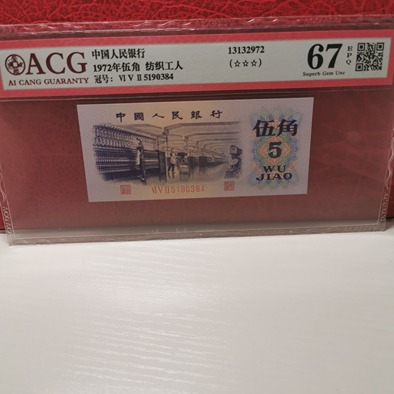 ACG
AI CANG GUARANTY
中国人民银行
1972年伍角 纺织工人
冠号: VI V II 5190384
13132972
(☆☆☆)
67
EPQ
Superb Gem Unc
中國人民銀行
伍角
5
WU
JIAO
VI V II 5190384